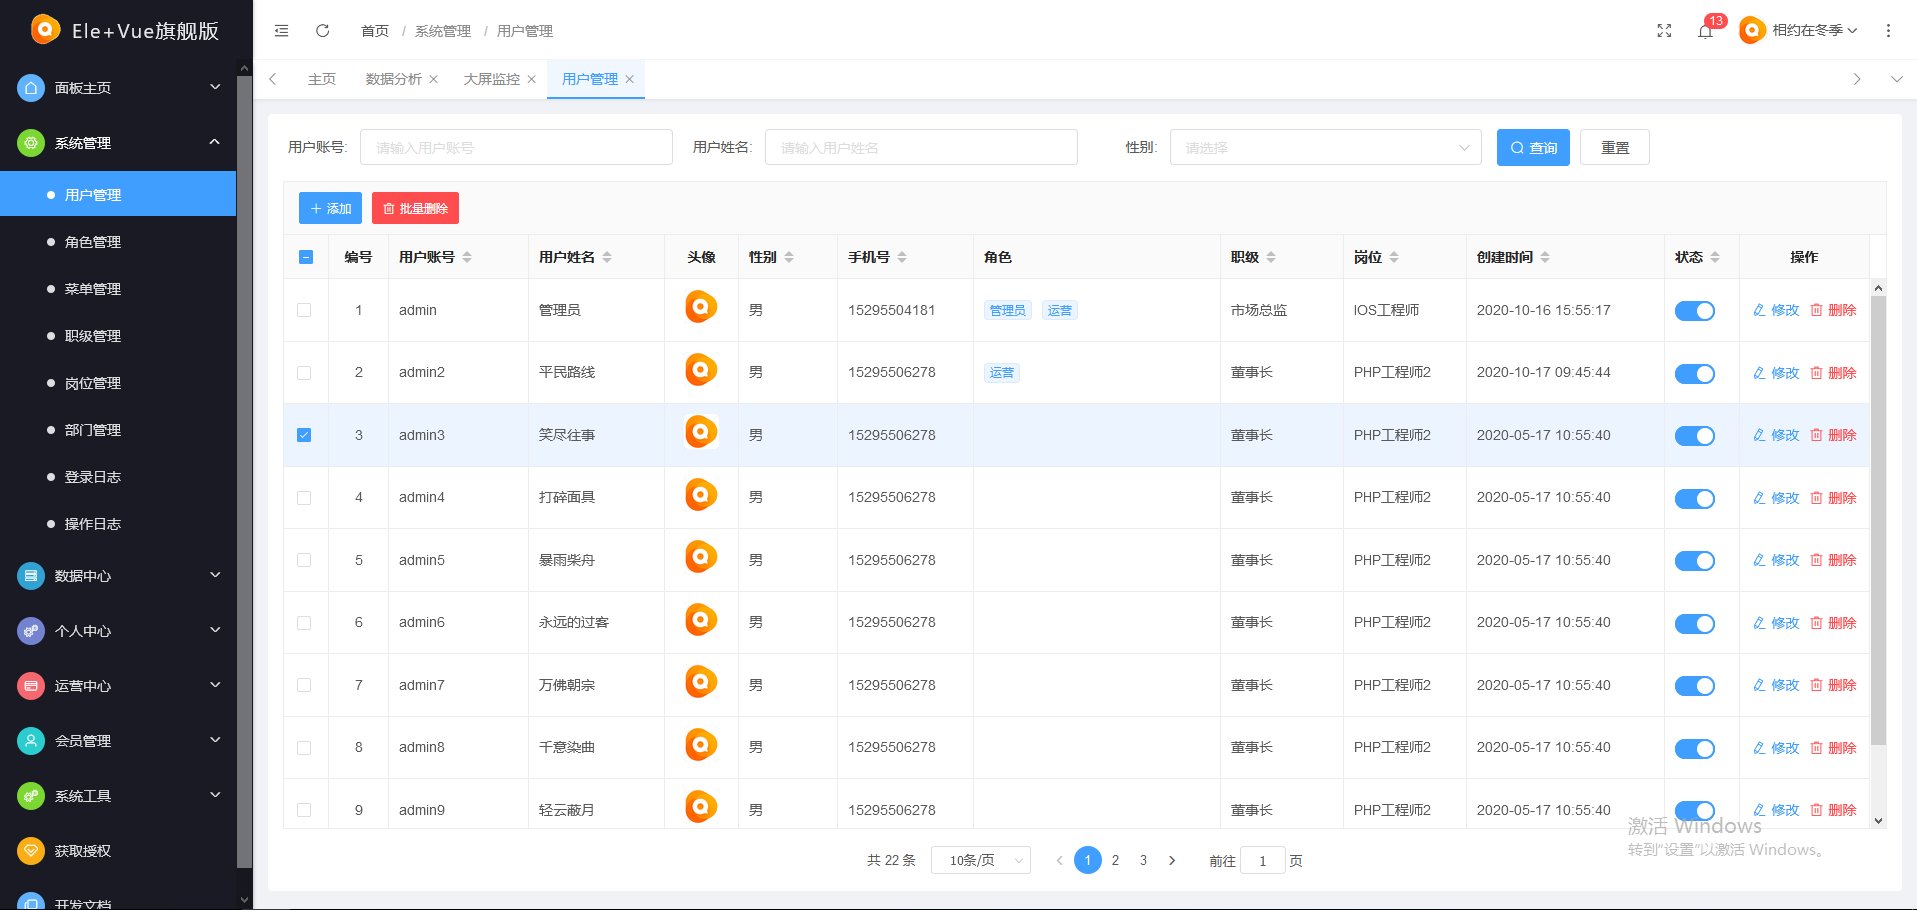 Ele+Vue旗舰版
首页 / 系统管理 / 用户管理
13
相约在冬季
主页
数据分析
大屏监控
用户管理
面板主页
系统管理
用户管理
角色管理
菜单管理
职级管理
岗位管理
部门管理
登录日志
操作日志
数据中心
个人中心
运营中心
会员管理
系统工具
获取授权
开发文档
用户账号: 请输入用户账号 用户姓名: 请输入用户姓名 性别: 请选择 查询 重置
添加 批量删除
编号 用户账号 用户姓名 头像 性别 手机号 角色 职级 岗位 创建时间 状态 操作
1 admin 管理员 男 15295504181 管理员 运营 市场总监 IOS工程师 2020-10-16 15:55:17 修改 删除
2 admin2 平民路线 男 15295506278 运营 董事长 PHP工程师2 2020-10-17 09:45:44 修改 删除
3 admin3 笑尽往事 男 15295506278 董事长 PHP工程师2 2020-05-17 10:55:40 修改 删除
4 admin4 打碎面具 男 15295506278 董事长 PHP工程师2 2020-05-17 10:55:40 修改 删除
5 admin5 暴雨柴舟 男 15295506278 董事长 PHP工程师2 2020-05-17 10:55:40 修改 删除
6 admin6 永远的过客 男 15295506278 董事长 PHP工程师2 2020-05-17 10:55:40 修改 删除
7 admin7 万佛朝宗 男 15295506278 董事长 PHP工程师2 2020-05-17 10:55:40 修改 删除
8 admin8 千意染曲 男 15295506278 董事长 PHP工程师2 2020-05-17 10:55:40 修改 删除
9 admin9 轻云蔽月 男 15295506278 董事长 PHP工程师2 2020-05-17 10:55:40 修改 删除
共 22 条 10条/页 1 2 3 前往 1 页
激活 Windows
转到"设置"以激活 Windows。